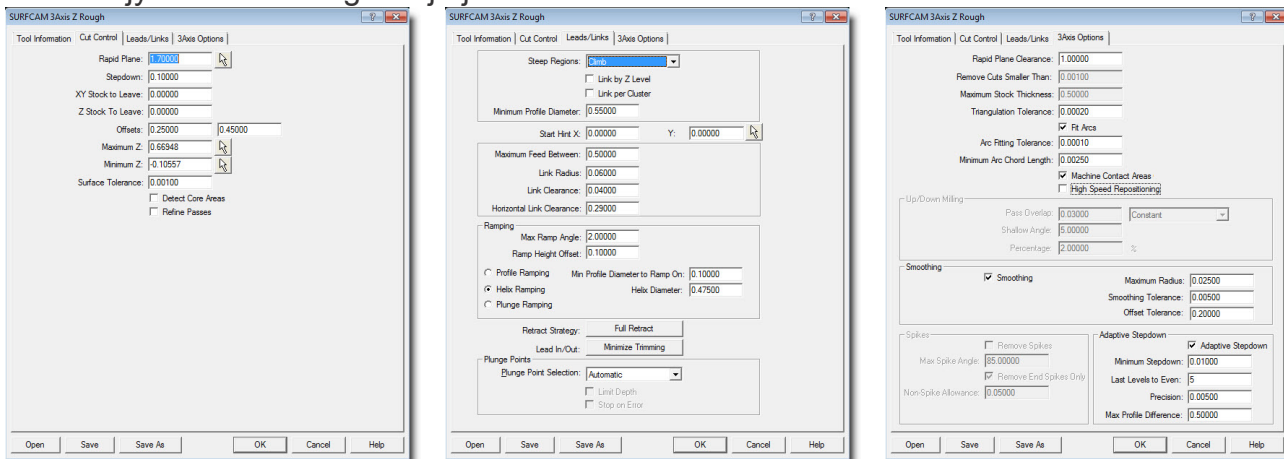 SURFCAM 3Axis Z Rough
Tool Information Cut Control Leads/Links 3Axis Options
Rapid Plane: 1.70000
Stepdown: 0.10000
XY Stock to Leave: 0.00000
Z Stock To Leave: 0.00000
Offsets: 0.25000 0.45000
Maximum Z: 0.66948
Minimum Z: -0.10557
Surface Tolerance: 0.00100
Detect Core Areas
Refine Passes
Open Save Save As OK Cancel Help
SURFCAM 3Axis Z Rough
Tool Information Cut Control Leads/Links 3Axis Options
Steep Regions: Climb
Link by Z Level
Link per Cluster
Minimum Profile Diameter: 0.55000
Start Hint X: 0.00000 Y: 0.00000
Maximum Feed Between: 0.50000
Link Radius: 0.06000
Link Clearance: 0.04000
Horizontal Link Clearance: 0.29000
Ramping
Max Ramp Angle: 2.00000
Ramp Height Offset: 0.10000
Profile Ramping Min Profile Diameter to Ramp On: 0.10000
Helix Ramping Helix Diameter: 0.47500
Plunge Ramping
Retract Strategy: Full Retract
Lead In/Out: Minimize Trimming
Plunge Points
Plunge Point Selection: Automatic
Limit Depth
Stop on Error
Open Save Save As OK Cancel Help
SURFCAM 3Axis Z Rough
Tool Information Cut Control Leads/Links 3Axis Options
Rapid Plane Clearance: 1.00000
Remove Cuts Smaller Than: 0.00100
Maximum Stock Thickness: 0.50000
Triangulation Tolerance: 0.00020
Fit Arcs
Arc Fitting Tolerance: 0.00010
Minimum Arc Chord Length: 0.00250
Machine Contact Areas
High Speed Repositioning
Up/Down Milling
Pass Overlap: 0.03000 Constant
Shallow Angle: 5.00000
Percentage: 2.00000 %
Smoothing
Smoothing Maximum Radius: 0.02500
Smoothing Tolerance: 0.00500
Offset Tolerance: 0.20000
Spikes
Remove Spikes
Max Spike Angle: 85.00000
Remove End Spikes Only
Non-Spike Allowance: 0.05000
Adaptive Stepdown
Adaptive Stepdown
Minimum Stepdown: 0.01000
Last Levels to Even: 5
Precision: 0.00500
Max Profile Difference: 0.50000
Open Save Save As OK Cancel Help